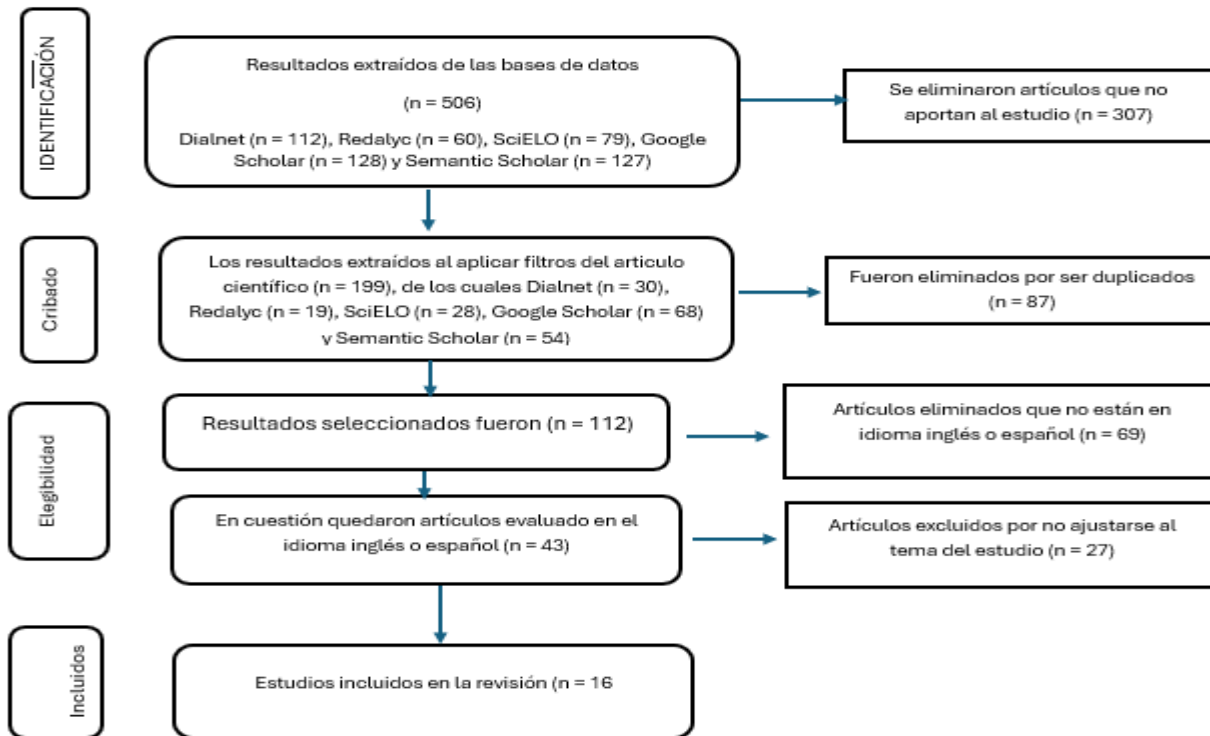 IDENTIFICACIÓN
Resultados extraídos de las bases de datos
(n = 506)
Dialnet (n = 112), Redalyc (n = 60), SciELO (n = 79), Google
Scholar (n = 128) y Semantic Scholar (n = 127)
Se eliminaron artículos que no
aportan al estudio (n = 307)
Cribado
Los resultados extraídos al aplicar filtros del articulo
científico (n = 199), de los cuales Dialnet (n = 30),
Redalyc (n = 19), SciELO (n = 28), Google Scholar (n = 68)
y Semantic Scholar (n = 54)
Fueron eliminados por ser duplicados
(n = 87)
Elegibilidad
Resultados seleccionados fueron (n = 112)
Artículos eliminados que no están en
idioma inglés o español (n = 69)
En cuestión quedaron artículos evaluado en el
idioma inglés o español (n = 43)
Artículos excluidos por no ajustarse al
tema del estudio (n = 27)
Incluidos
Estudios incluidos en la revisión (n = 16